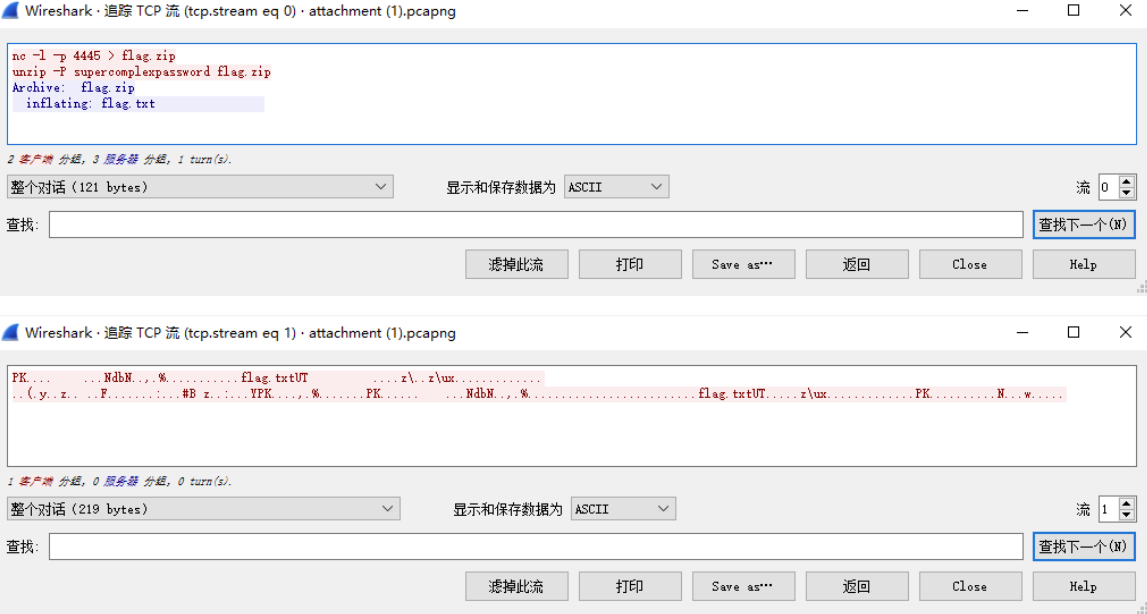 Wireshark · 追踪 TCP 流 (tcp.stream eq 0) · attachment (1).pcapng
nc -l -p 4445 > flag.zip
unzip -P supercomplexpassword flag.zip
Archive:  flag.zip
  inflating: flag.txt
2 客户端 分组, 3 服务器 分组, 1 turn(s).
整个对话 (121 bytes)
显示和保存数据为 ASCII
流 0
查找:
查找下一个(N)
滤掉此流
打印
Save as…
返回
Close
Help
Wireshark · 追踪 TCP 流 (tcp.stream eq 1) · attachment (1).pcapng
PK.... ...NdbN..,.%...........flag.txtUT ....z\..z\ux.............
..(.y..z.. ..F.......:...#B z..:...YPK....,.%.......PK...... ...NdbN..,.%.........................flag.txtUT.....z\ux.............PK..........N...w.....
1 客户端 分组, 0 服务器 分组, 0 turn(s).
整个对话 (219 bytes)
显示和保存数据为 ASCII
流 1
查找:
查找下一个(N)
滤掉此流
打印
Save as…
返回
Close
Help